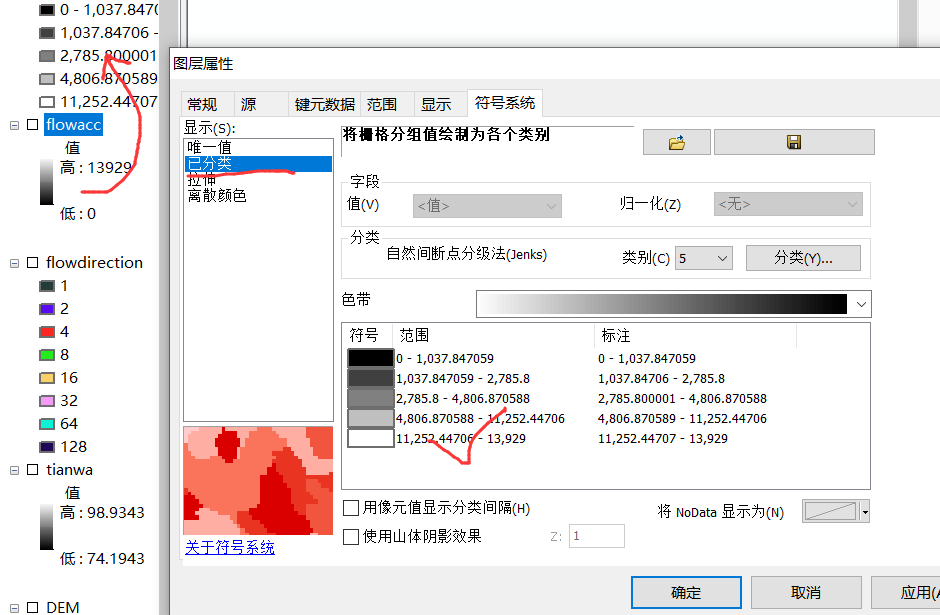 0 - 1,037.8470
1,037.84706 -
2,785.800001
4,806.870589
11,252.44707
flowacc
值
高 : 13929
低 : 0
flowdirection
1
2
4
8
16
32
64
128
tianwa
值
高 : 98.9343
低 : 74.1943
DEM
图层属性
常规
源
键元数据
范围
显示
符号系统
显示(S):
唯一值
已分类
拉伸
离散颜色
关于符号系统
将栅格分组值绘制为各个类别
字段
值(V)
<值>
归一化(Z)
<无>
分类
自然间断点分级法(Jenks)
类别(C)
5
分类(Y)...
色带
符号 范围 标注
0 - 1,037.847059 0 - 1,037.847059
1,037.847059 - 2,785.8 1,037.84706 - 2,785.8
2,785.8 - 4,806.870588 2,785.800001 - 4,806.870588
4,806.870588 - 11,252.44706 4,806.870589 - 11,252.44706
11,252.44706 - 13,929 11,252.44707 - 13,929
用像元值显示分类间隔(H)
将 NoData 显示为(N)
使用山体阴影效果
Z:
1
确定
取消
应用(A